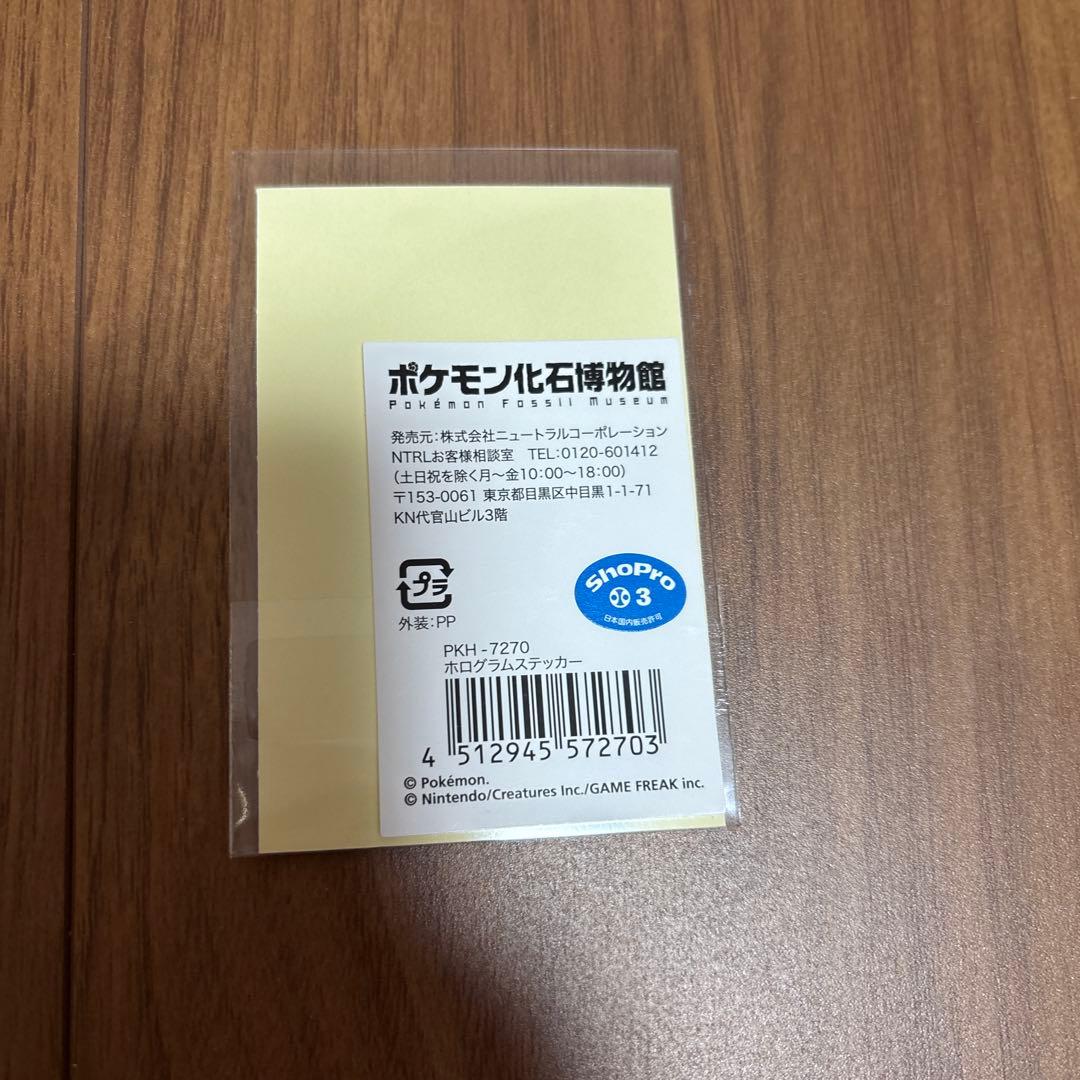 ポケモン化石博物館
Pokémon Fossil Museum
発売元:株式会社ニュートラルコーポレーション
NTRLお客様相談室 TEL:0120-601412
(土日祝を除く月〜金10:00〜18:00)
〒153-0061 東京都目黒区中目黒1-1-71
KN代官山ビル3階
プラ
外装:PP
ShoPro
3
日本国内販売許可
PKH-7270
ホログラムステッカー
4 512945 572703
© Pokémon.
© Nintendo/Creatures Inc./GAME FREAK inc.